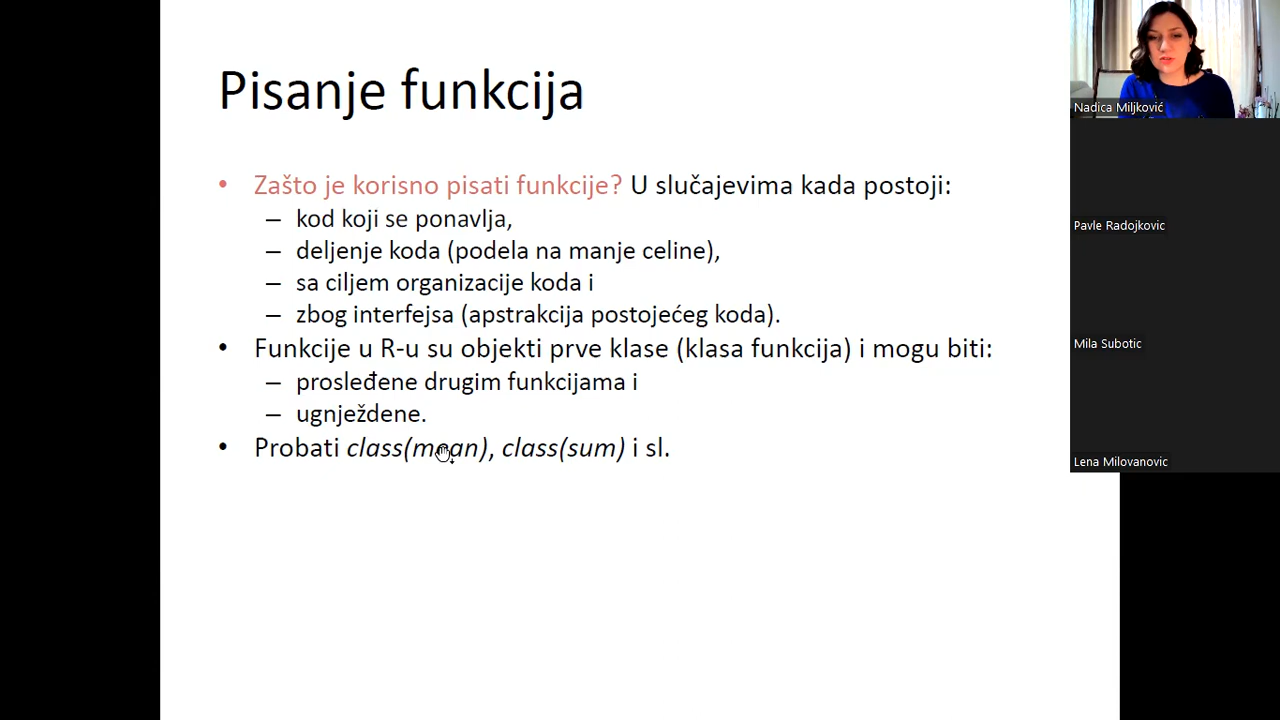 Pisanje funkcija
• Zašto je korisno pisati funkcije? U slučajevima kada postoji:
– kod koji se ponavlja,
– deljenje koda (podela na manje celine),
– sa ciljem organizacije koda i
– zbog interfejsa (apstrakcija postojećeg koda).
• Funkcije u R-u su objekti prve klase (klasa funkcija) i mogu biti:
– prosleđene drugim funkcijama i
– ugnježdene.
• Probati class(mean), class(sum) i sl.
Nadica Miljković
Pavle Radojkovic
Mila Subotic
Lena Milovanovic